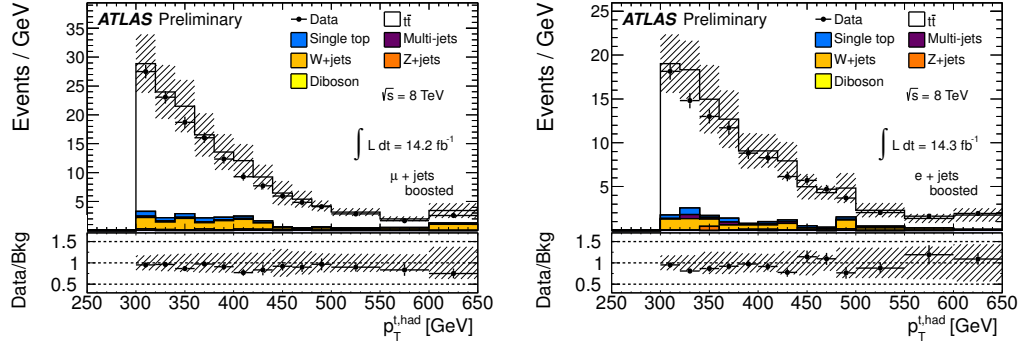 ATLAS Preliminary
Data
tt̄
Single top
Multi-jets
W+jets
Z+jets
Diboson
√s = 8 TeV
∫ L dt = 14.2 fb⁻¹
μ + jets
boosted
Events / GeV
35
30
25
20
15
10
5
Data/Bkg
1.5
1
0.5
250 300 350 400 450 500 550 600 650
p_T^{t,had} [GeV]
ATLAS Preliminary
Data
tt̄
Single top
Multi-jets
W+jets
Z+jets
Diboson
√s = 8 TeV
∫ L dt = 14.3 fb⁻¹
e + jets
boosted
Events / GeV
25
20
15
10
5
Data/Bkg
1.5
1
0.5
250 300 350 400 450 500 550 600 650
p_T^{t,had} [GeV]